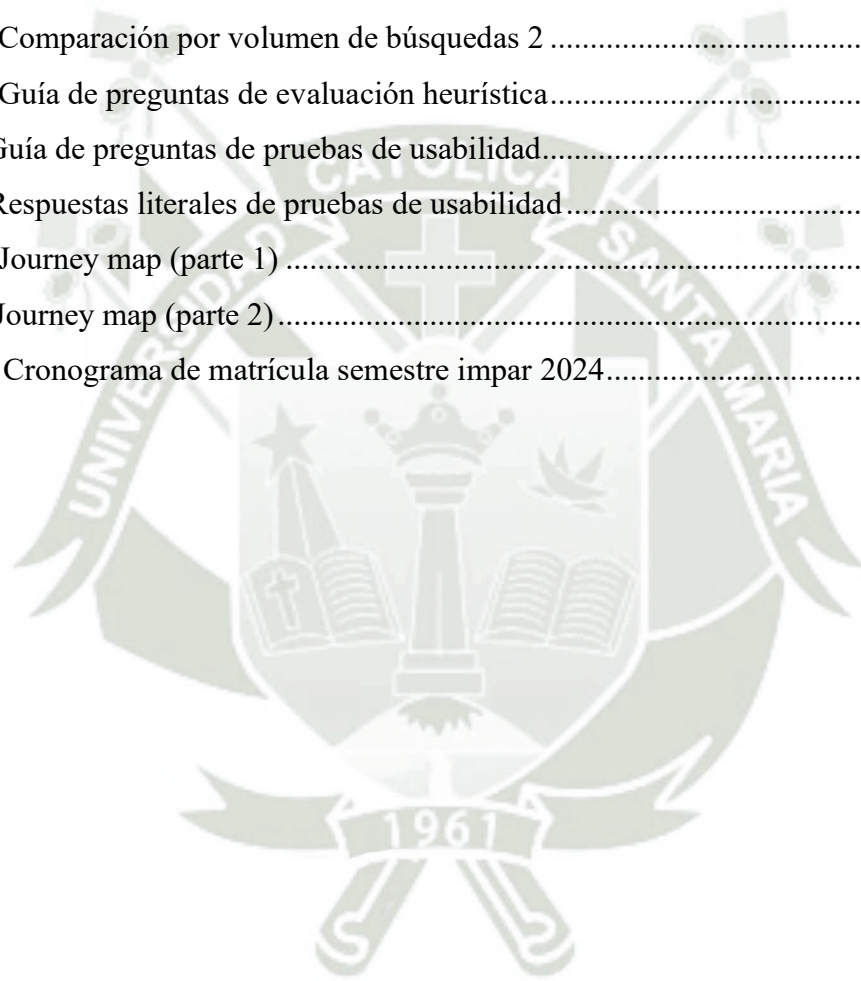 Comparación por volumen de búsquedas 2 ........................................
Guía de preguntas de evaluación heurística........................................
Guía de preguntas de pruebas de usabilidad........................................
Respuestas literales de pruebas de usabilidad........................................
Journey map (parte 1) ........................................
Journey map (parte 2)........................................
Cronograma de matrícula semestre impar 2024........................................
UNIVERSIDAD CATOLICA SANTA MARIA
1961